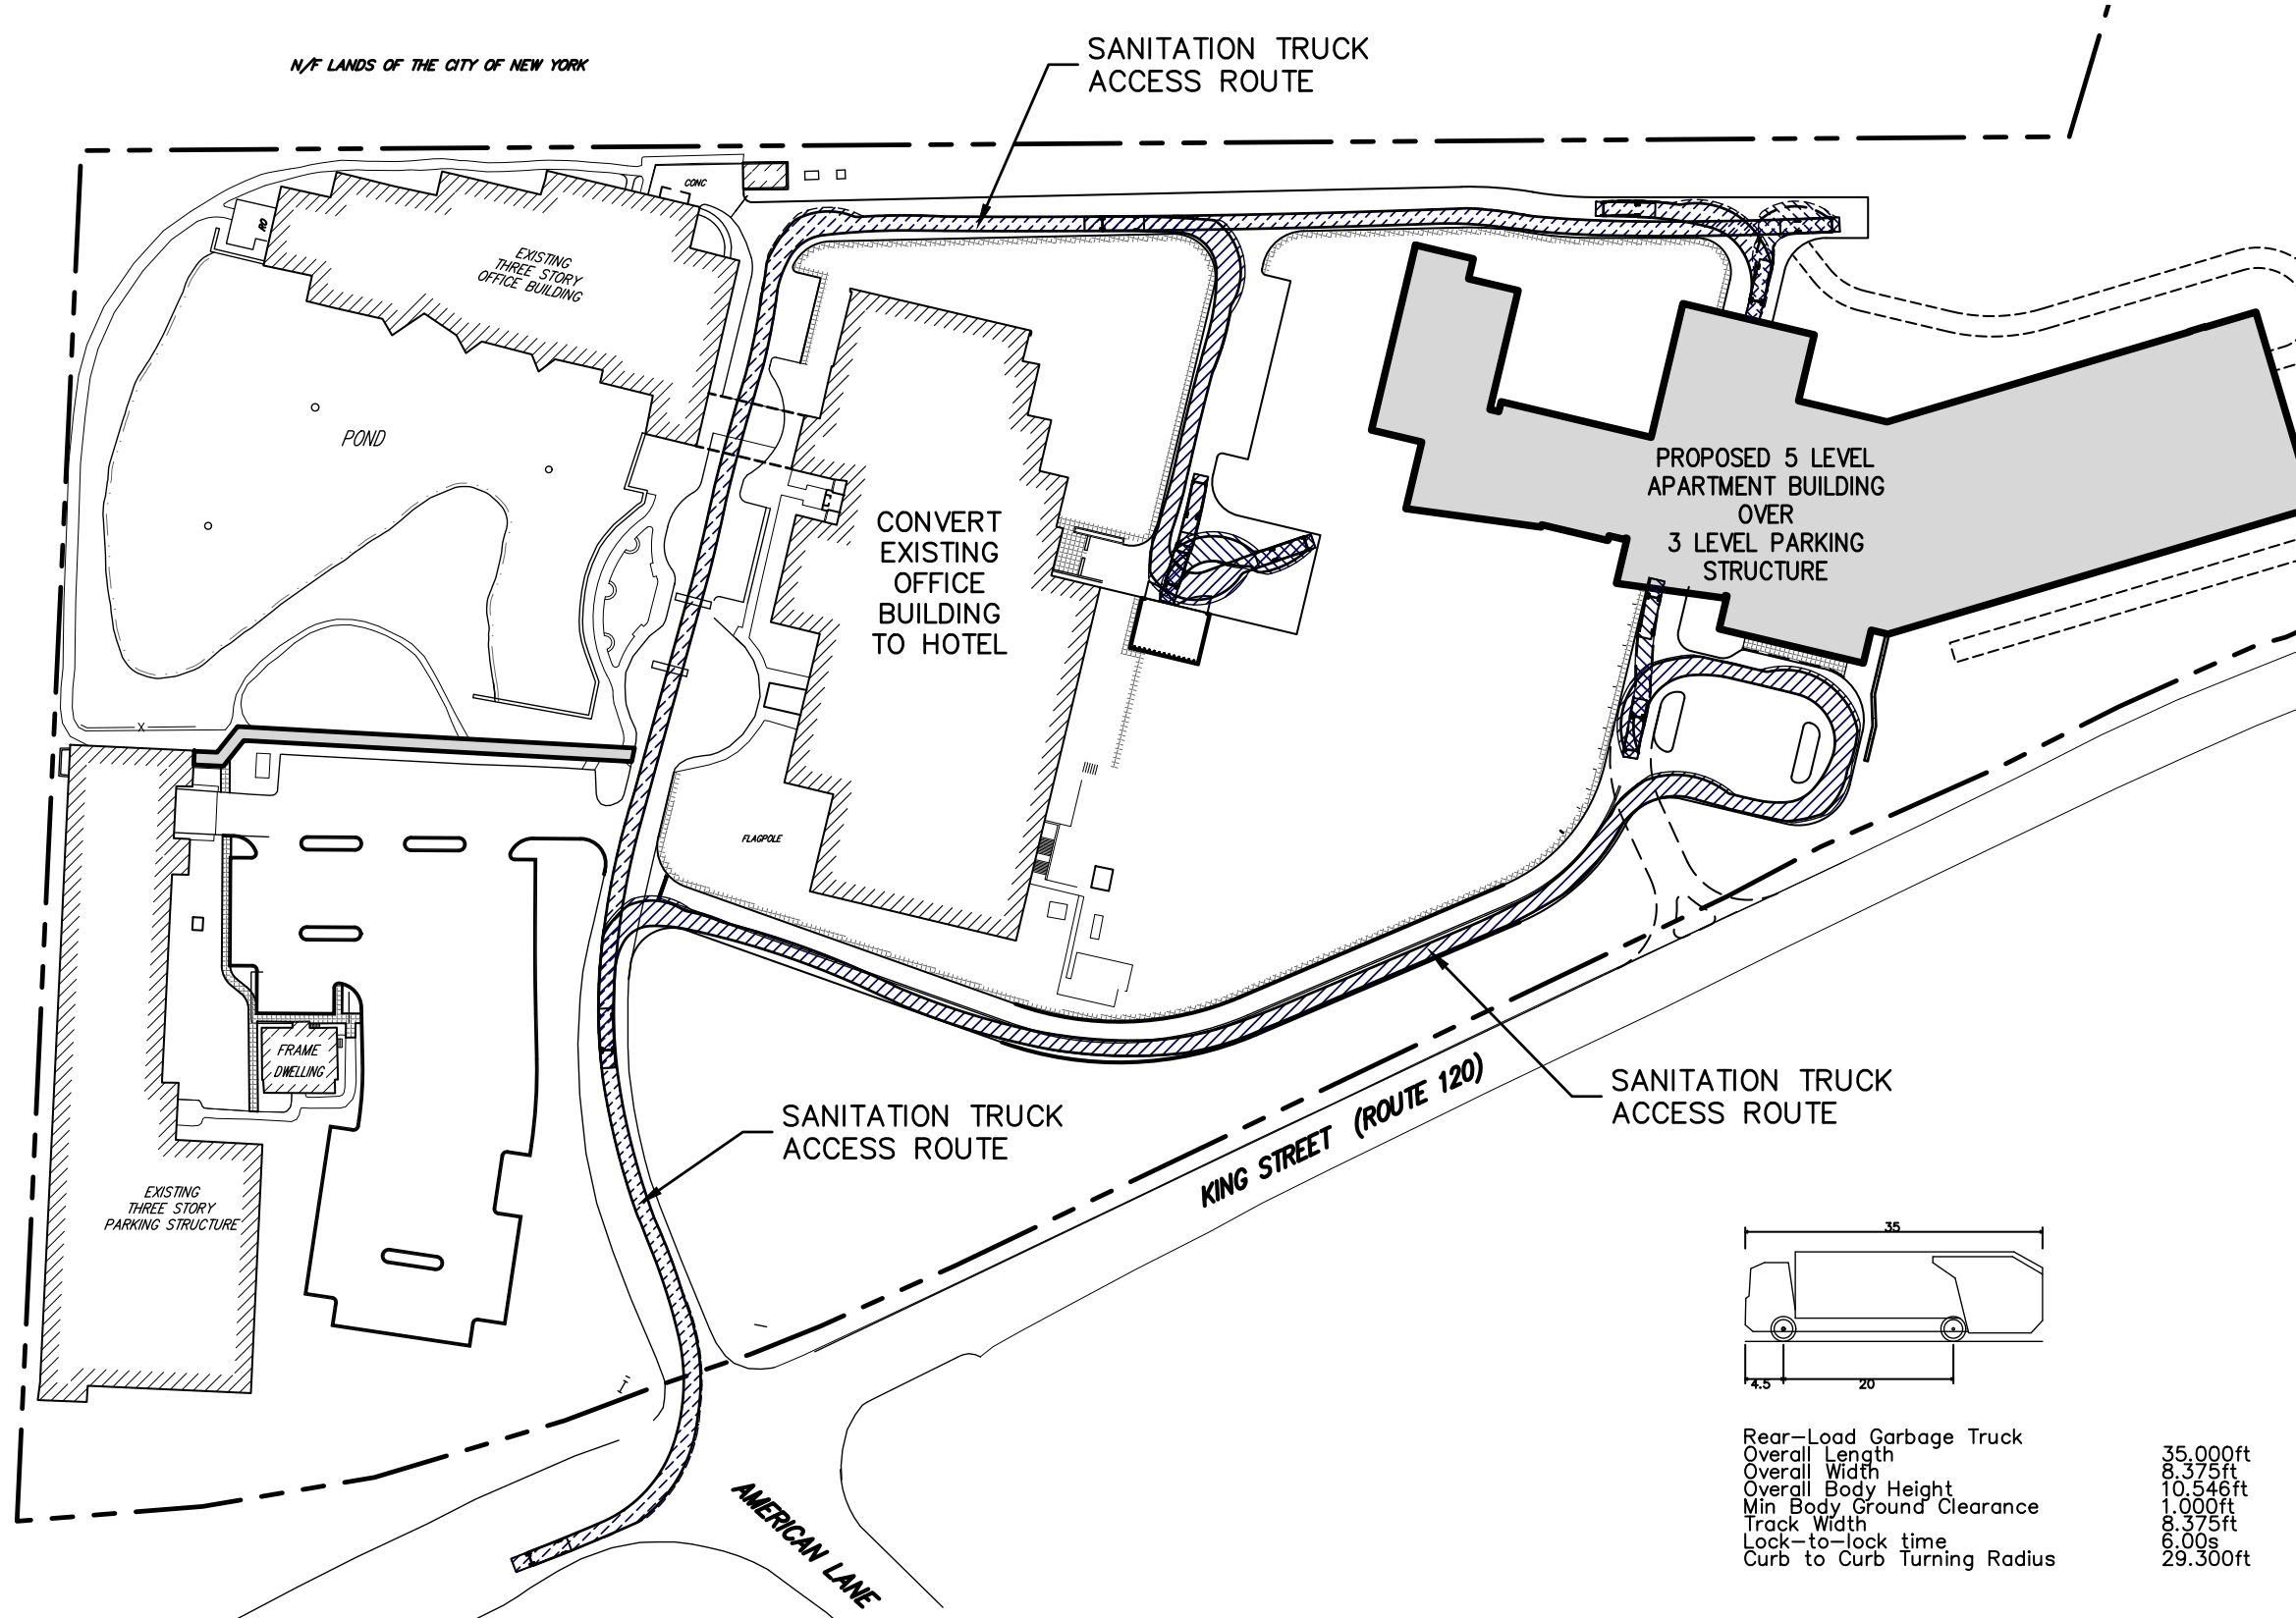 SANITATION TRUCK
ACCESS ROUTE
N/F LANDS OF THE CITY OF NEW YORK
CONC
EXISTING
THREE STORY
OFFICE BUILDING
POND
CONVERT
EXISTING
OFFICE
BUILDING
TO HOTEL
PROPOSED 5 LEVEL
APARTMENT BUILDING
OVER
3 LEVEL PARKING
STRUCTURE
X
FLAGPOLE
FRAME
DWELLING
SANITATION TRUCK
ACCESS ROUTE
KING STREET (ROUTE 120)
SANITATION TRUCK
ACCESS ROUTE
EXISTING
THREE STORY
PARKING STRUCTURE
AMERICAN LANE
35
4.5
20
Rear-Load Garbage Truck
Overall Length 35.000ft
Overall Width 8.375ft
Overall Body Height 10.546ft
Min Body Ground Clearance 1.000ft
Track Width 8.375ft
Lock-to-lock time 6.00s
Curb to Curb Turning Radius 29.300ft